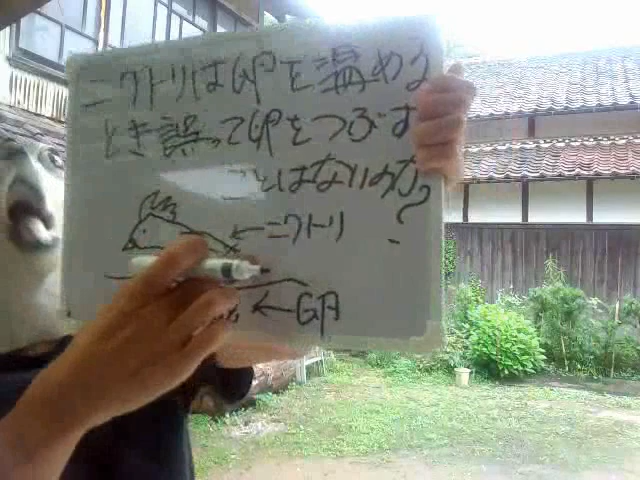 ニワトリは卵を温める
とき誤って卵をつぶす
ことはないのか?
←ニワトリ
←卵